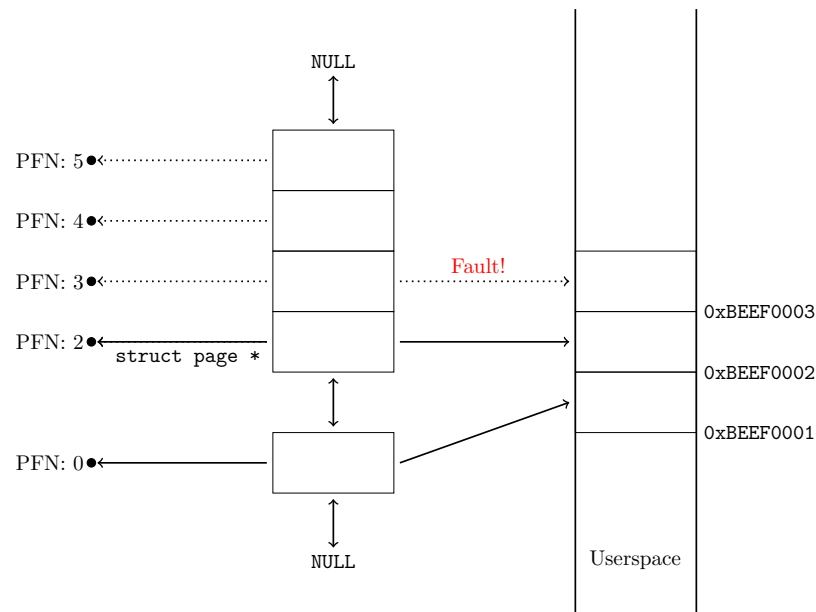 NULL
PFN: 5
PFN: 4
Fault!
PFN: 3
0xBEEF0003
PFN: 2
struct page *
0xBEEF0002
0xBEEF0001
PFN: 0
NULL
Userspace